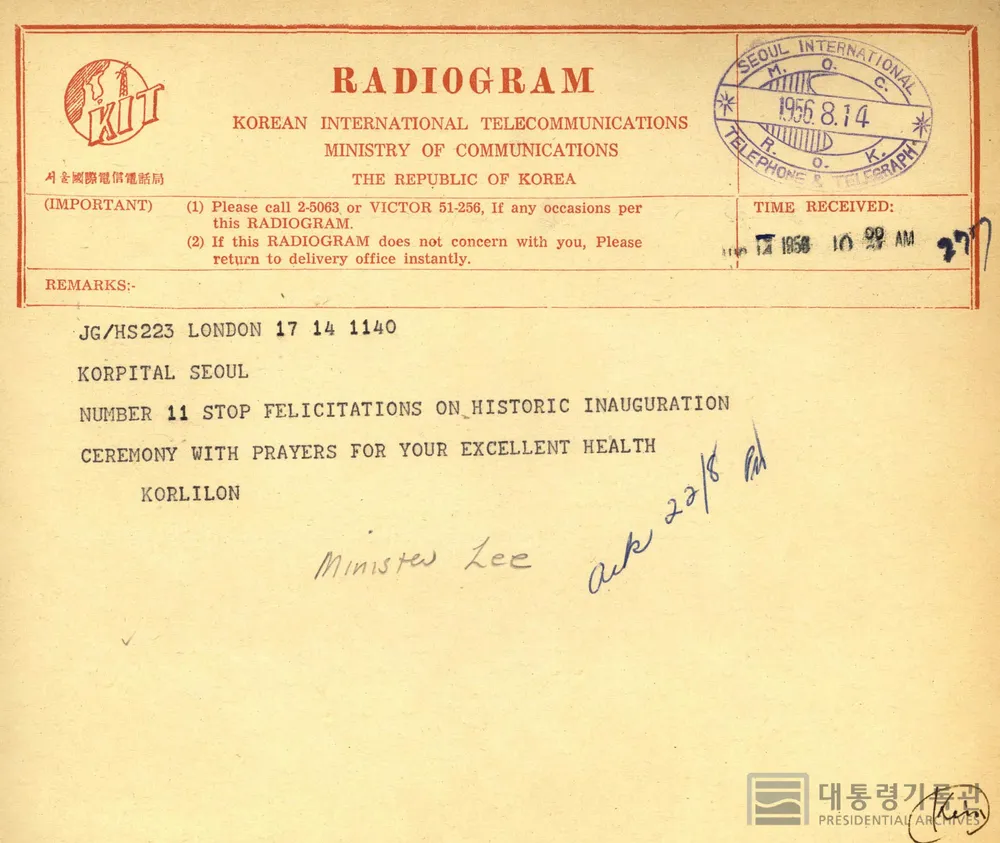 KIT
서울國際電信電話局
RADIOGRAM
KOREAN INTERNATIONAL TELECOMMUNICATIONS
MINISTRY OF COMMUNICATIONS
THE REPUBLIC OF KOREA
SEOUL INTERNATIONAL
M. O. C.
1956.8.14
R. O. K.
TELEPHONE & TELEGRAPH
(IMPORTANT) (1) Please call 2-5063 or VICTOR 51-256, If any occasions per
this RADIOGRAM.
(2) If this RADIOGRAM does not concern with you, Please
return to delivery office instantly.
TIME RECEIVED:
14 1956 10 AM
277
REMARKS:-
JG/HS223 LONDON 17 14 1140
KORPITAL SEOUL
NUMBER 11 STOP FELICITATIONS ON HISTORIC INAUGURATION
CEREMONY WITH PRAYERS FOR YOUR EXCELLENT HEALTH
KORLILON
Minister Lee
ack 22/8
대통령기록관
PRESIDENTIAL ARCHIVES